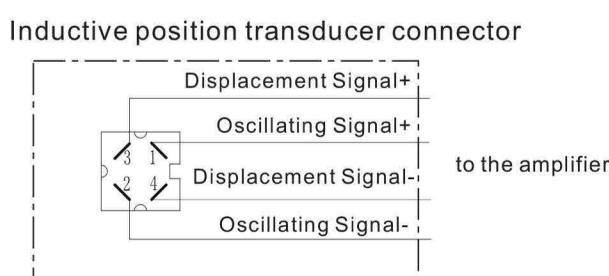 Inductive position transducer connector
Displacement Signal+
Oscillating Signal+
3 1
to the amplifier
Displacement Signal-
2 4
Oscillating Signal-